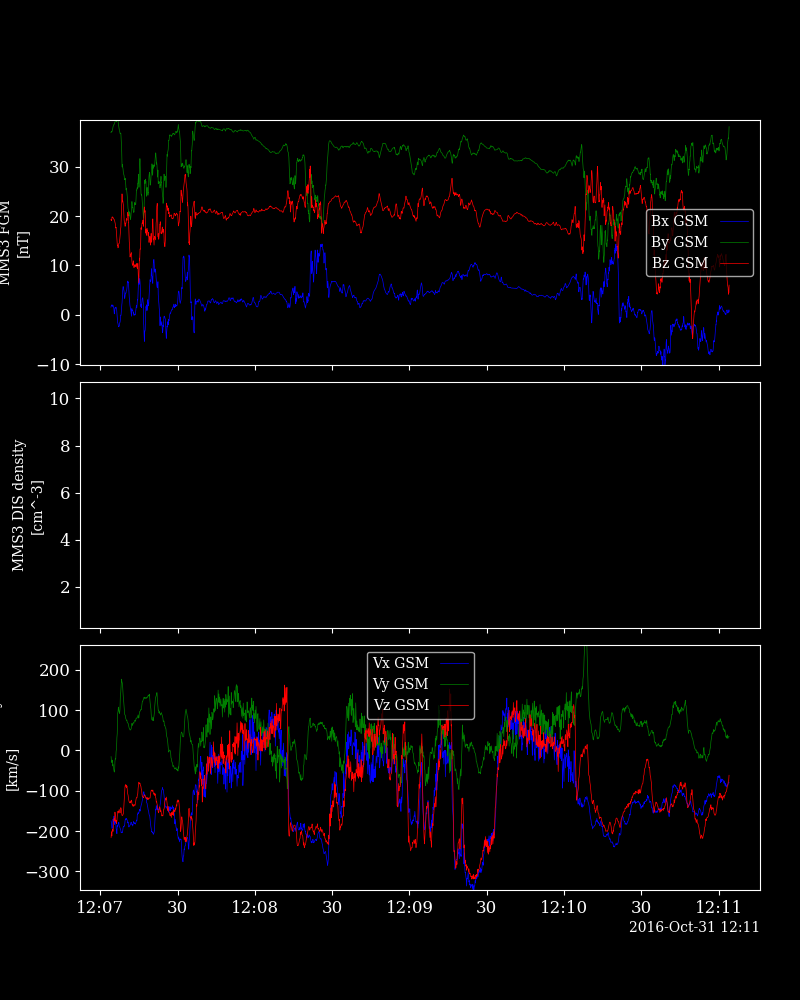 MMS3 FGM
[nT]
30
20
10
0
−10
Bx GSM
By GSM
Bz GSM
MMS3 DIS density
[cm^-3]
10
8
6
4
2
[km/s]
200
100
0
−100
−200
−300
Vx GSM
Vy GSM
Vz GSM
12:07
30
12:08
30
12:09
30
12:10
30
12:11
2016-Oct-31 12:11